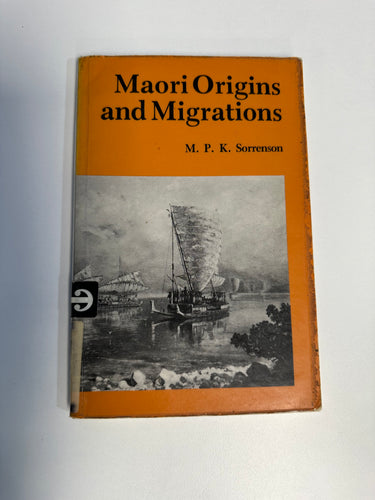 Maori Origins
and Migrations
M. P. K. Sorrenson